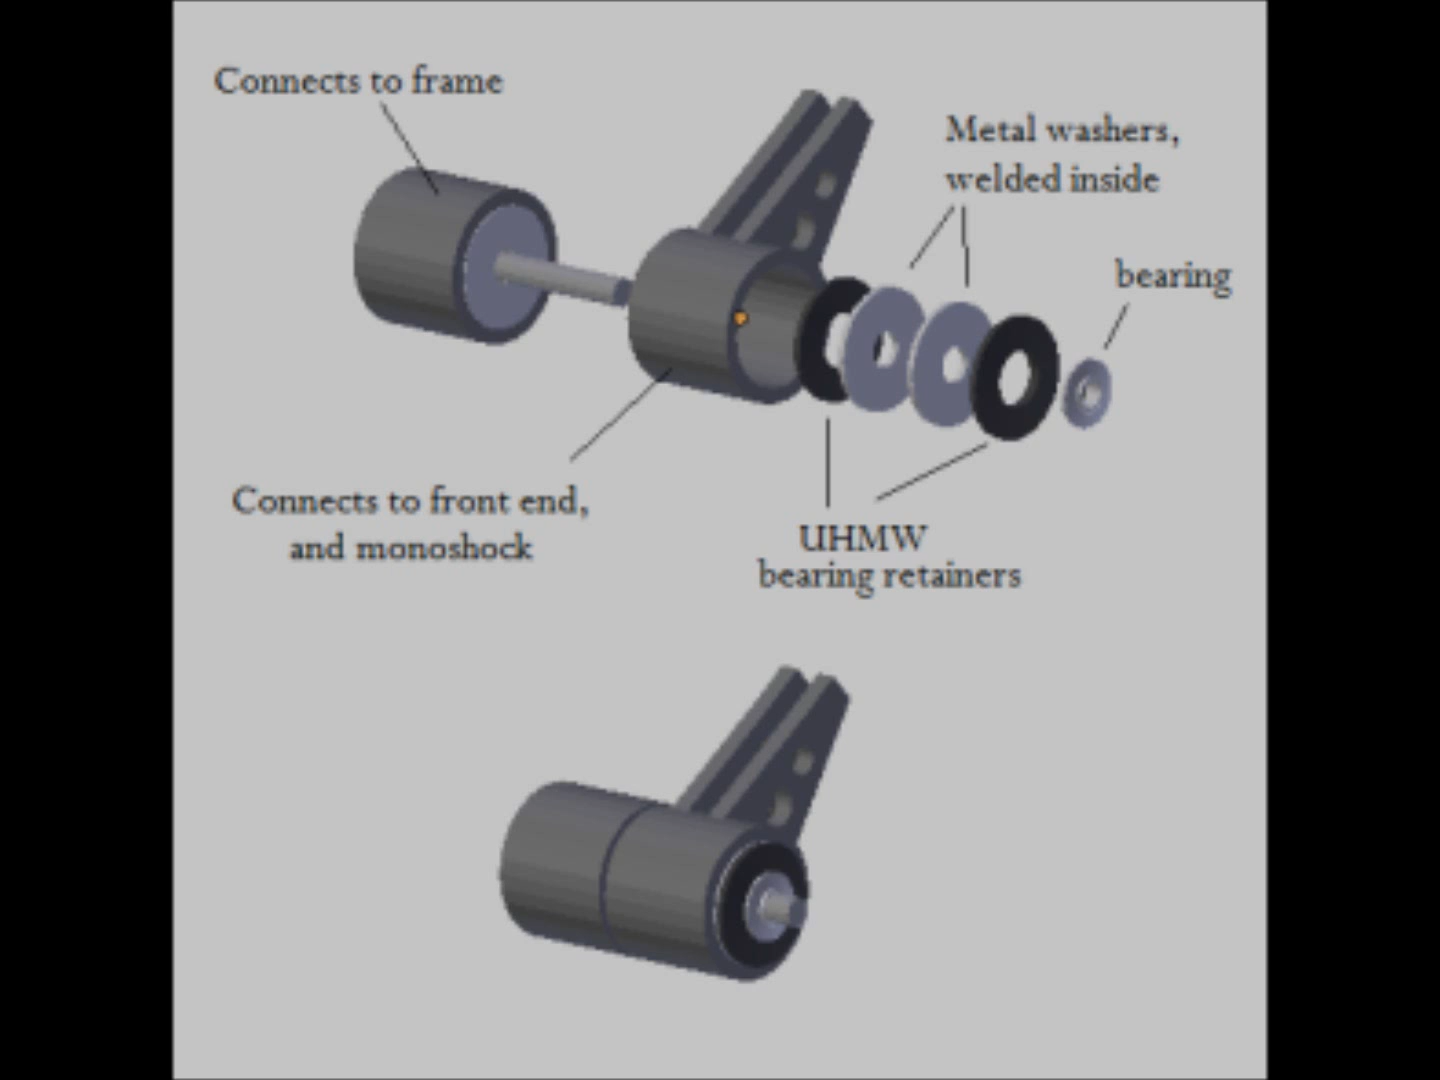 Connects to frame
Metal washers,
welded inside
bearing
Connects to front end,
and monoshock
UHMW
bearing retainers